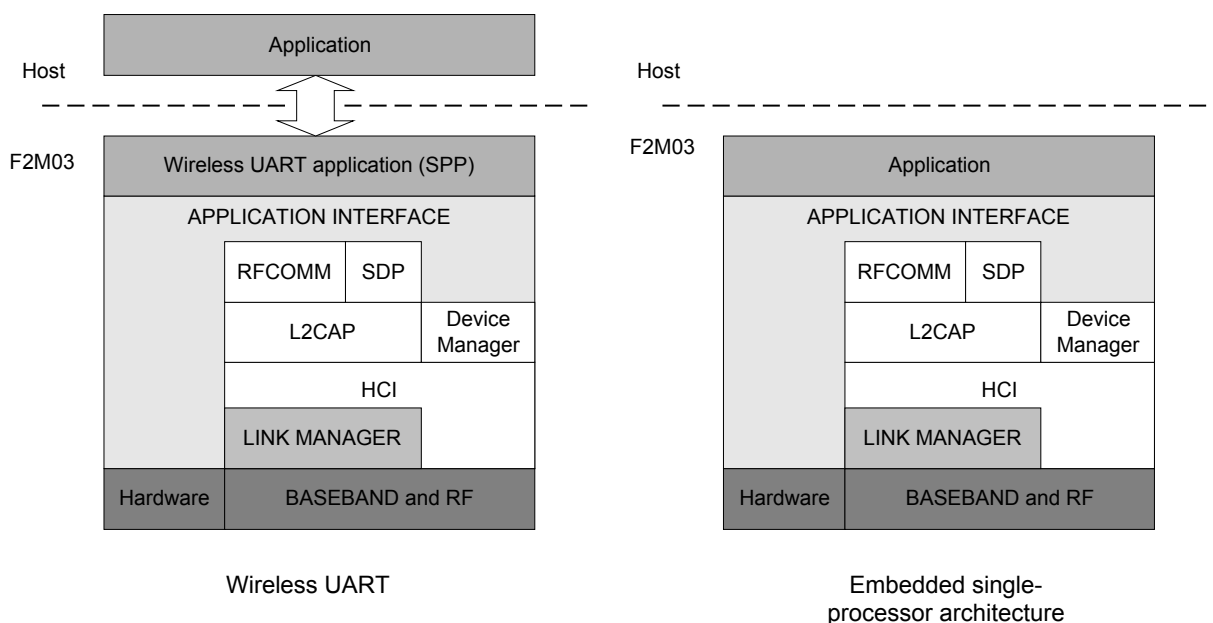 Application
Host
F2M03
Wireless UART application (SPP)
APPLICATION INTERFACE
RFCOMM
SDP
L2CAP
Device
Manager
HCI
LINK MANAGER
Hardware
BASEBAND and RF
Wireless UART
Host
F2M03
Application
APPLICATION INTERFACE
RFCOMM
SDP
L2CAP
Device
Manager
HCI
LINK MANAGER
Hardware
BASEBAND and RF
Embedded single-
processor architecture